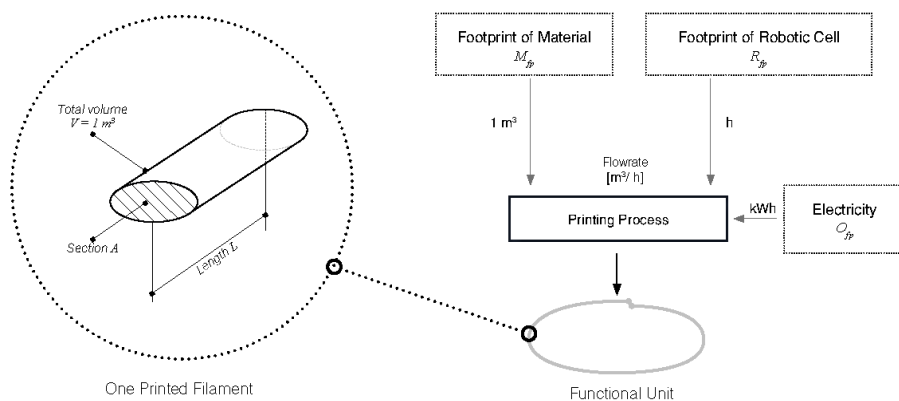 Total volume
V = 1 m³
Section A
Length L
One Printed Filament
Footprint of Material
M_fp
Footprint of Robotic Cell
R_fp
1 m³
h
Flowrate
[m³/ h]
Printing Process
kWh
Electricity
O_fp
Functional Unit